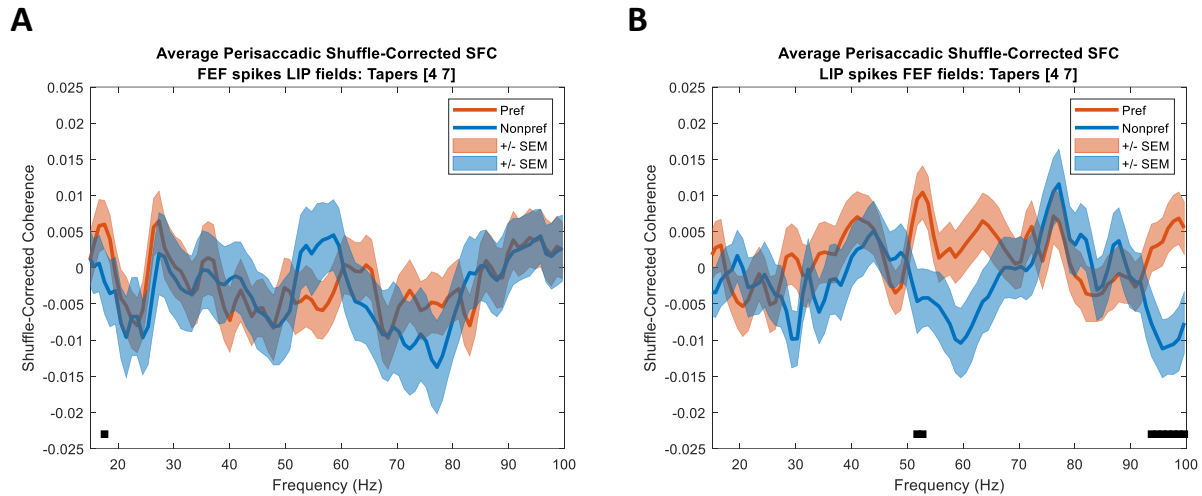 A
Average Perisaccadic Shuffle-Corrected SFC
FEF spikes LIP fields: Tapers [4 7]
Shuffle-Corrected Coherence
0.025
0.02
0.015
0.01
0.005
0
-0.005
-0.01
-0.015
-0.02
-0.025
Pref
Nonpref
+/- SEM
+/- SEM
20 30 40 50 60 70 80 90 100
Frequency (Hz)
B
Average Perisaccadic Shuffle-Corrected SFC
LIP spikes FEF fields: Tapers [4 7]
Shuffle-Corrected Coherence
0.025
0.02
0.015
0.01
0.005
0
-0.005
-0.01
-0.015
-0.02
-0.025
Pref
Nonpref
+/- SEM
+/- SEM
20 30 40 50 60 70 80 90 100
Frequency (Hz)